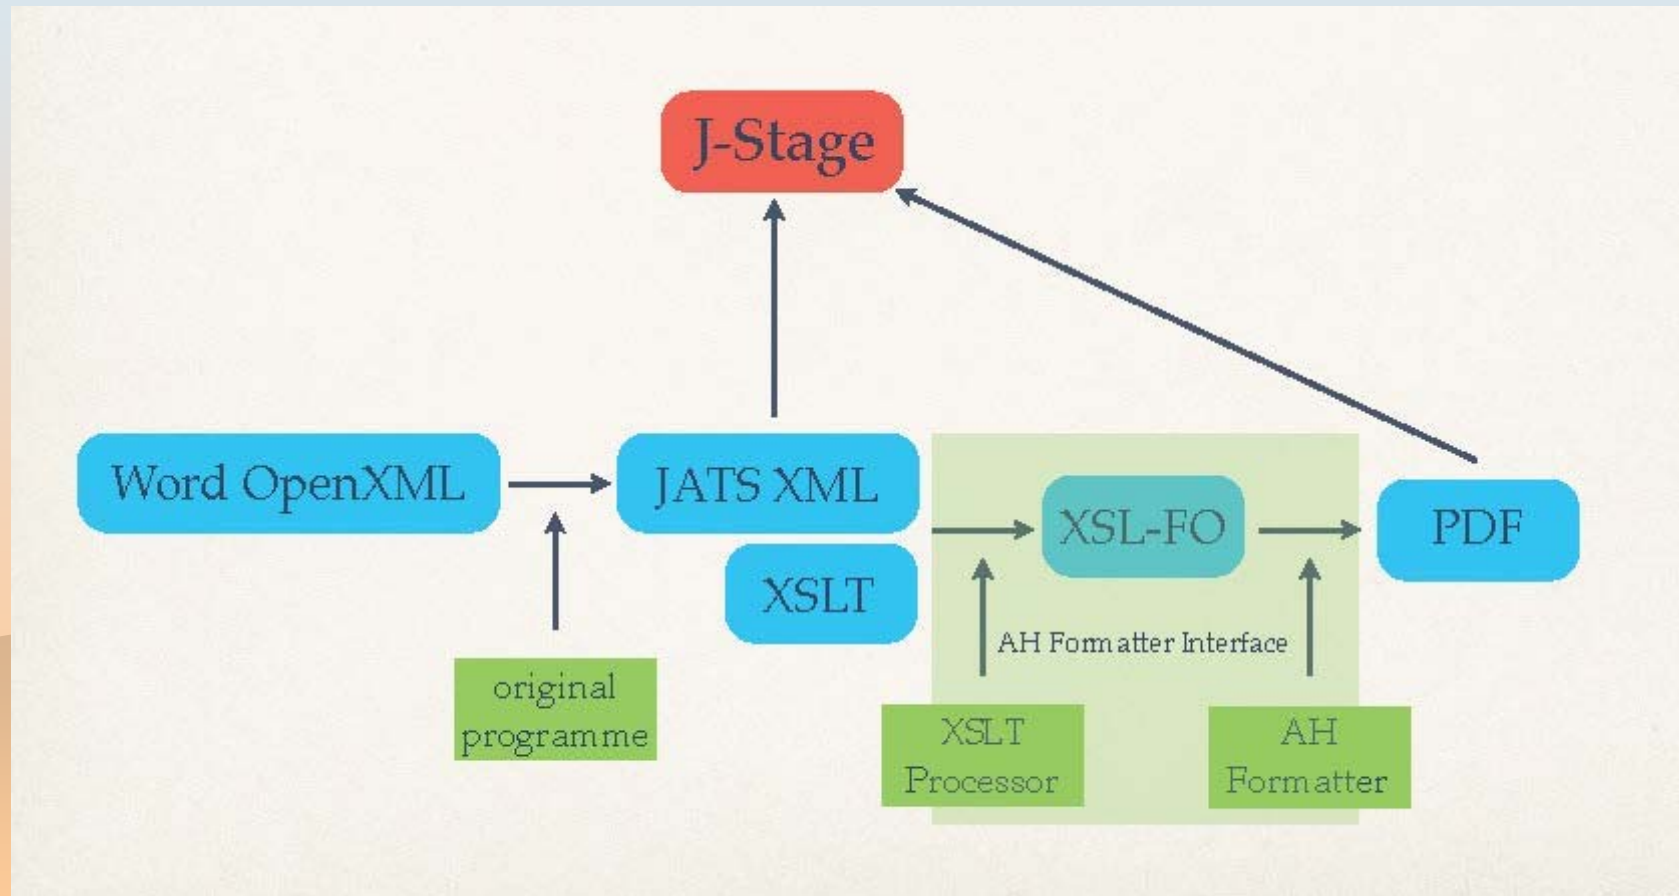 J-Stage
Word OpenXML
JATS XML
XSL-FO
PDF
XSLT
AH Formatter Interface
original
programme
XSLT
Processor
AH
Formatter